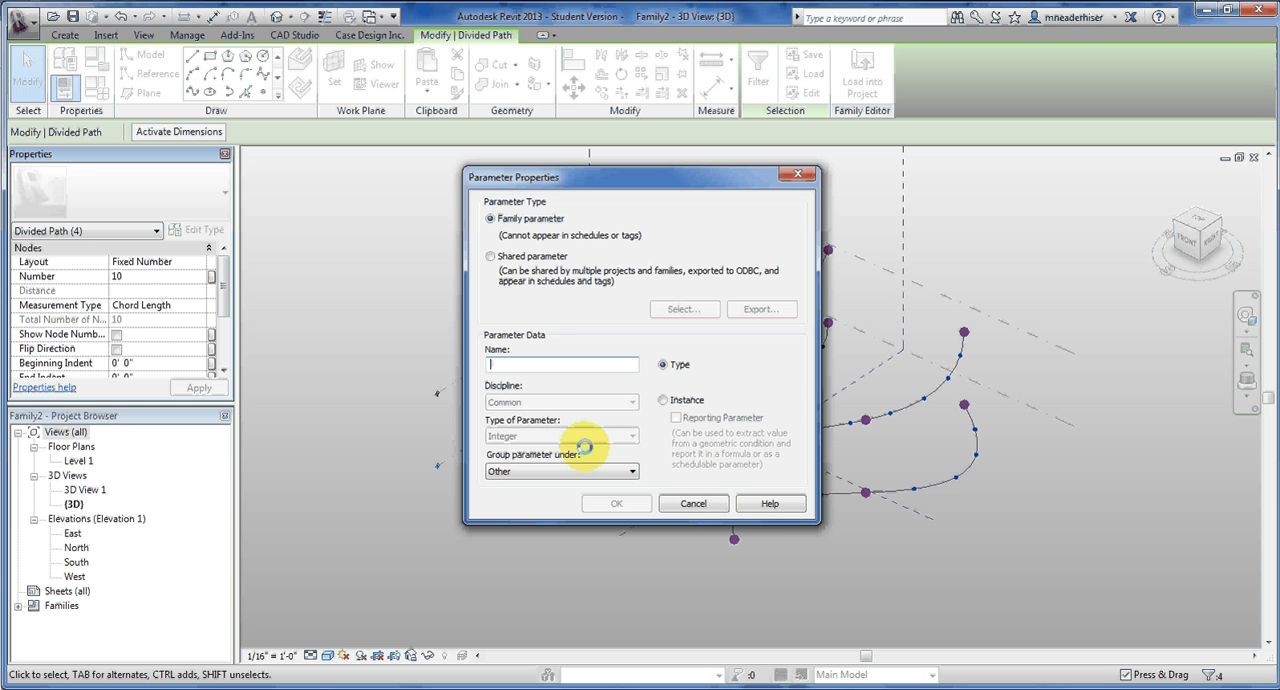 Autodesk Revit 2013 - Student Version - Family2 - 3D View: {3D}
Type a keyword or phrase
mneaderhiser
Create Insert View Manage Add-Ins CAD Studio Case Design Inc. Modify | Divided Path
Modify
Model
Reference
Plane
Set
Show
Viewer
Paste
Cut
Join
Filter
Save
Load
Edit
Load into
Project
Select Properties Draw Work Plane Clipboard Geometry Modify Measure Selection Family Editor
Modify | Divided Path Activate Dimensions
Properties
Divided Path (4) Edit Type
Nodes
Layout Fixed Number
Number 10
Distance
Measurement Type Chord Length
Total Number of N... 10
Show Node Numb...
Flip Direction
Beginning Indent 0' 0"
End Indent 0' 0"
Properties help Apply
Family2 - Project Browser
Views (all)
Floor Plans
Level 1
3D Views
3D View 1
{3D}
Elevations (Elevation 1)
East
North
South
West
Sheets (all)
Families
Parameter Properties
Parameter Type
Family parameter
(Cannot appear in schedules or tags)
Shared parameter
(Can be shared by multiple projects and families, exported to ODBC, and
appear in schedules and tags)
Select... Export...
Parameter Data
Name:
Type
Discipline:
Common
Instance
Reporting Parameter
Type of Parameter:
Integer
(Can be used to extract value
from a geometric condition and
report it in a formula or as a
schedulable parameter)
Group parameter under:
Other
OK Cancel Help
TOP
FRONT
RIGHT
1/16" = 1'-0"
Click to select, TAB for alternates, CTRL adds, SHIFT unselects.
:0
Main Model
Press & Drag
:4